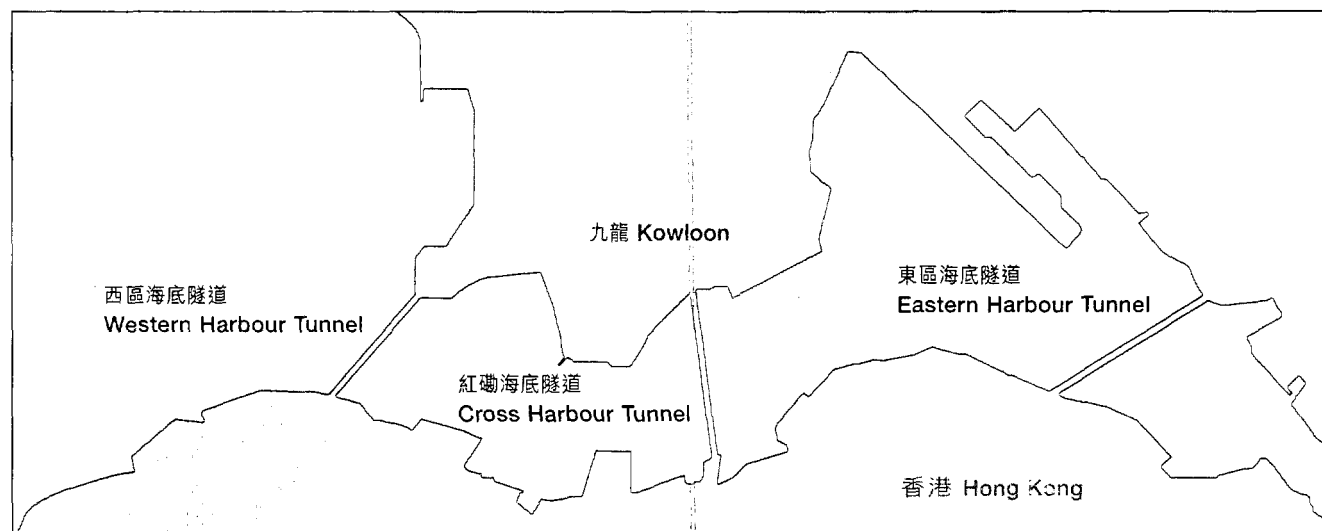 九龍 Kowloon
西區海底隧道
Western Harbour Tunnel
東區海底隧道
Eastern Harbour Tunnel
紅磡海底隧道
Cross Harbour Tunnel
香港 Hong Kong